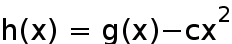 h(x) = g(x)−cx²